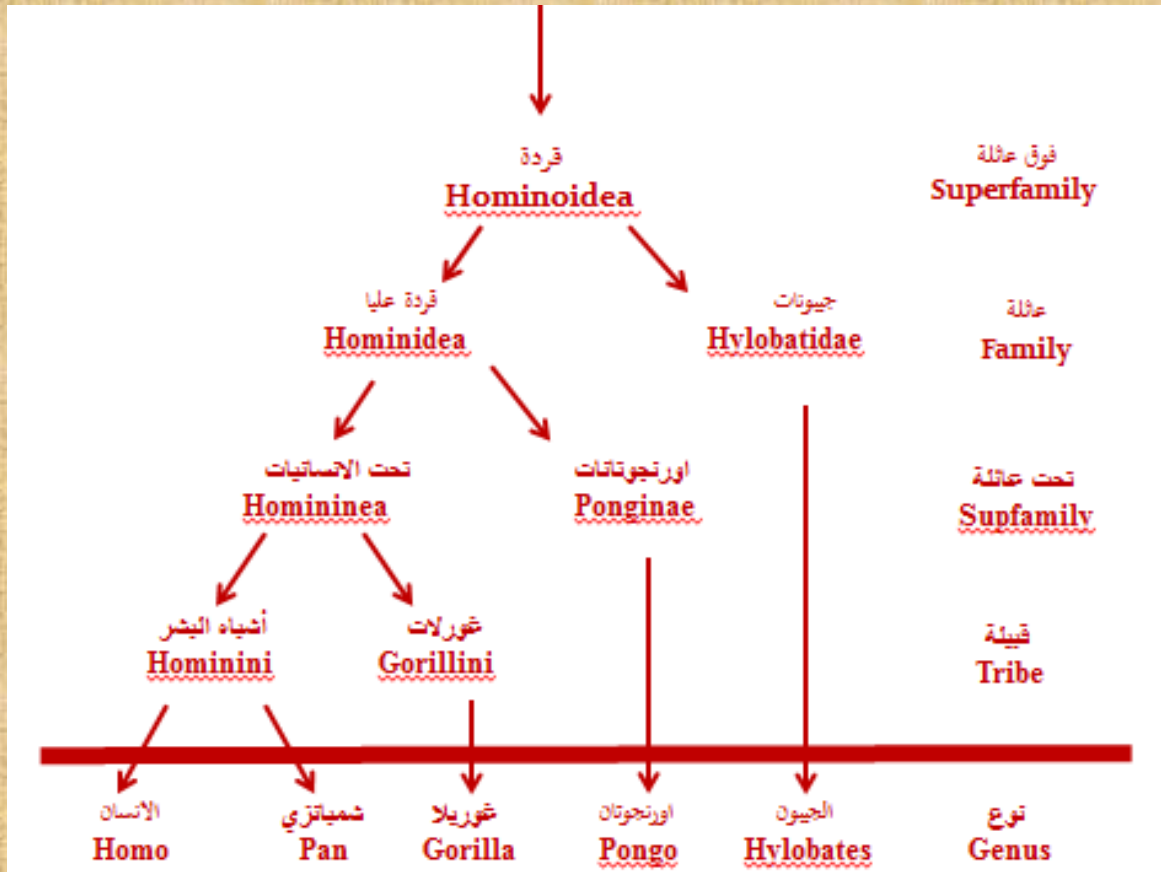 قردة
Hominoidea
فوق عائلة
Superfamily
قردة عليا
Hominidea
جيبونات
Hylobatidae
عائلة
Family
تحت الانسانيات
Homininea
اورنجوتانات
Ponginae
تحت عائلة
Supfamily
أشباه البشر
Hominini
غورلات
Gorillini
قبيلة
Tribe
الانسان
Homo
شمبانزي
Pan
غوريلا
Gorilla
اورنجوتان
Pongo
الجيبون
Hylobates
نوع
Genus